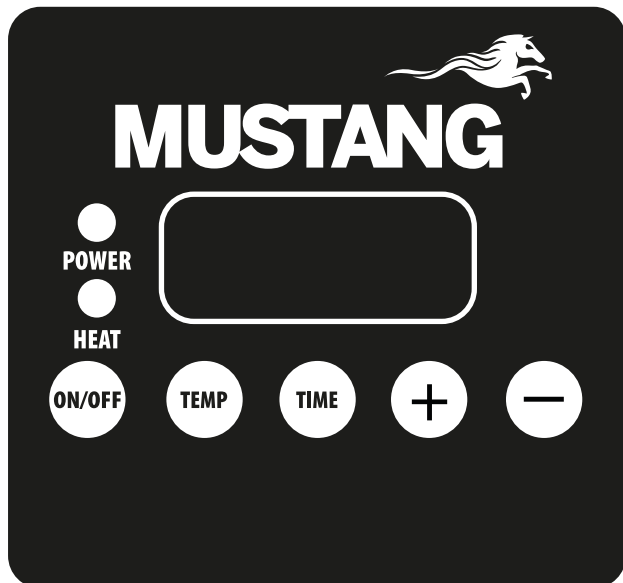 MUSTANG
POWER
HEAT
ON/OFF TEMP TIME + −